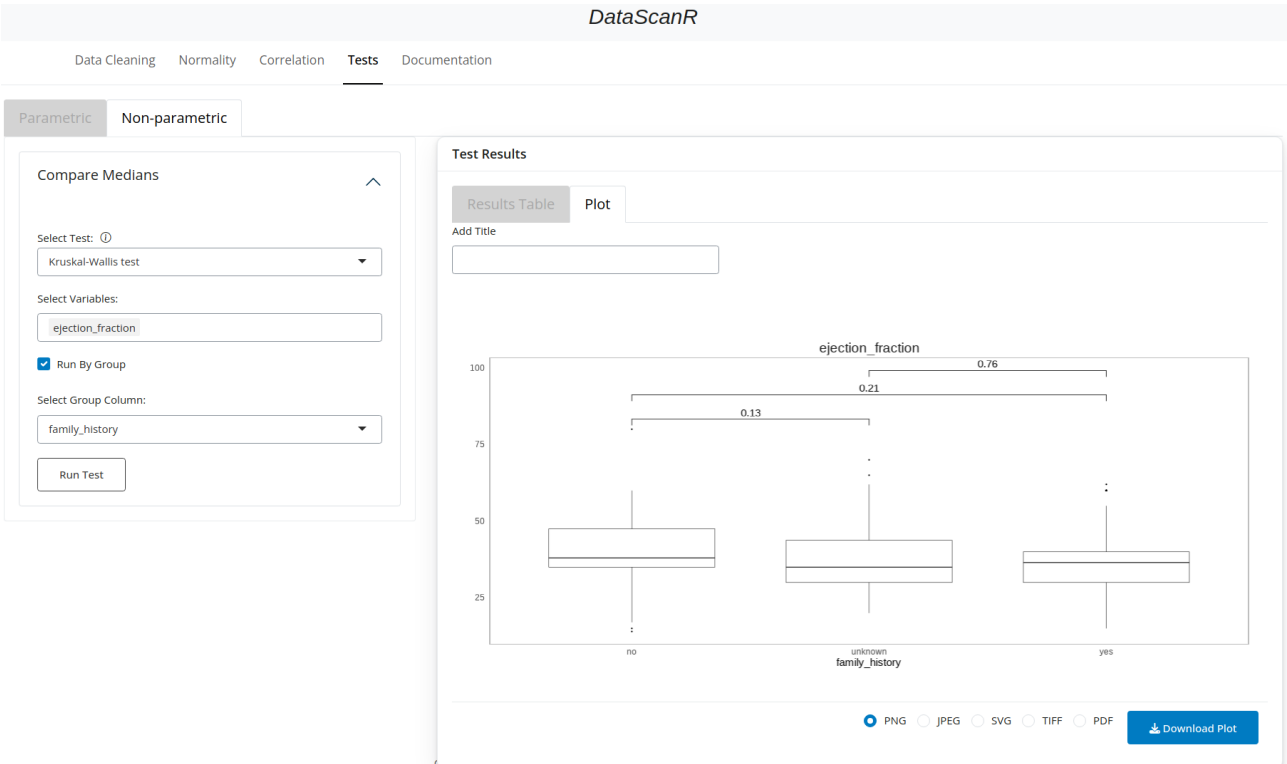 DataScanR
Data Cleaning Normality Correlation Tests Documentation
Parametric Non-parametric
Compare Medians
Select Test:
Kruskal-Wallis test
Select Variables:
ejection_fraction
Run By Group
Select Group Column:
family_history
Run Test
Test Results
Results Table Plot
Add Title
ejection_fraction
100
0.76
0.21
0.13
75
50
25
no unknown yes
family_history
PNG JPEG SVG TIFF PDF
Download Plot